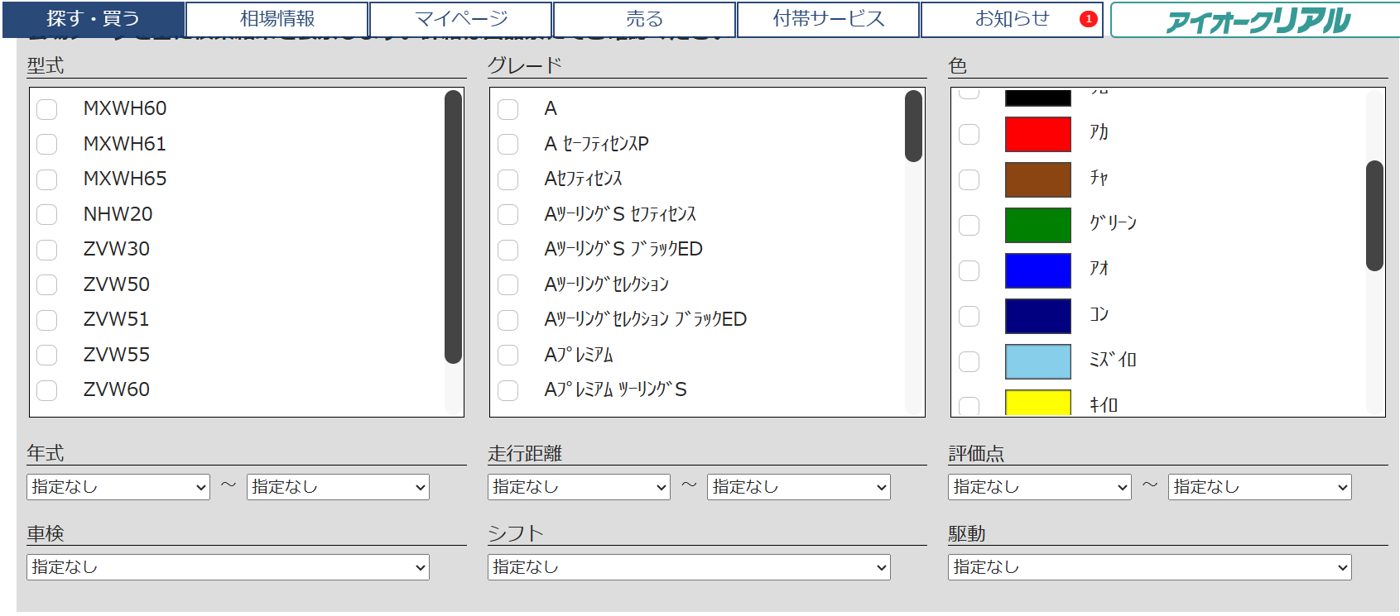 探す・買う
相場情報
マイページ
売る
付帯サービス
お知らせ
1
アイオークリアル
型式
MXWH60
MXWH61
MXWH65
NHW20
ZVW30
ZVW50
ZVW51
ZVW55
ZVW60
グレード
A
A ｾｰﾌﾃｨｾﾝｽP
Aｾﾌﾃｨｾﾝｽ
AﾂｰﾘﾝｸﾞS ｾﾌﾃｨｾﾝｽ
AﾂｰﾘﾝｸﾞS ﾌﾞﾗｯｸED
Aﾂｰﾘﾝｸﾞｾﾚｸｼｮﾝ
Aﾂｰﾘﾝｸﾞｾﾚｸｼｮﾝ ﾌﾞﾗｯｸED
Aﾌﾟﾚﾐｱﾑ
Aﾌﾟﾚﾐｱﾑ ﾂｰﾘﾝｸﾞS
色
ｱｶ
ﾁｬ
ｸﾞﾘｰﾝ
ｱｵ
ｺﾝ
ﾐｽﾞｲﾛ
ｷｲﾛ
年式
指定なし ～ 指定なし
走行距離
指定なし ～ 指定なし
評価点
指定なし ～ 指定なし
車検
指定なし
シフト
指定なし
駆動
指定なし